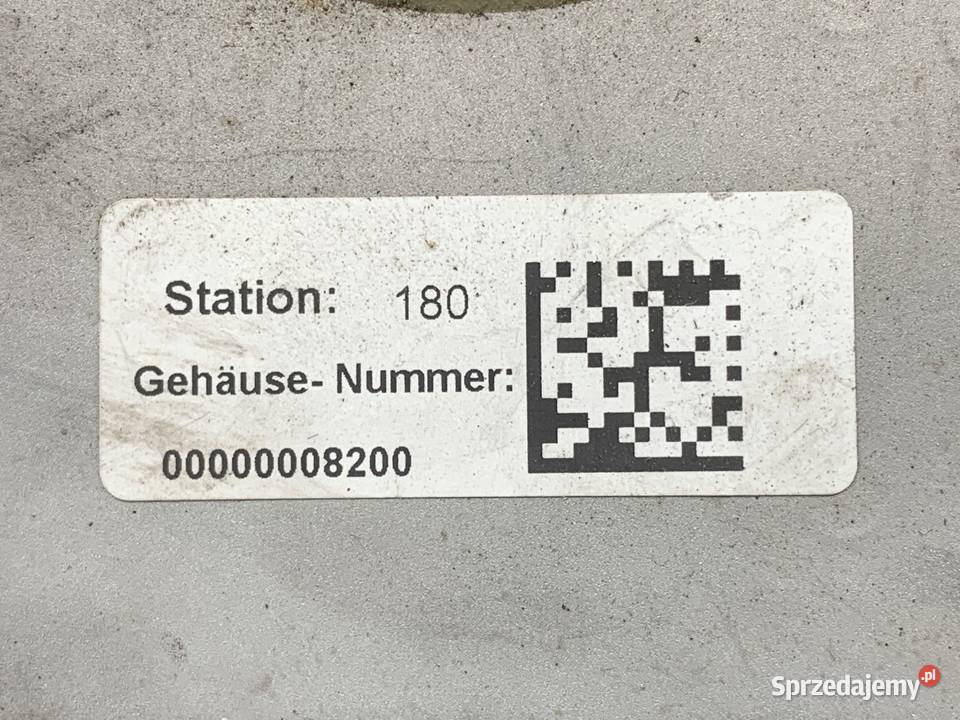 Station: 180
Gehäuse- Nummer:
00000008200
Sprzedajemy.pl